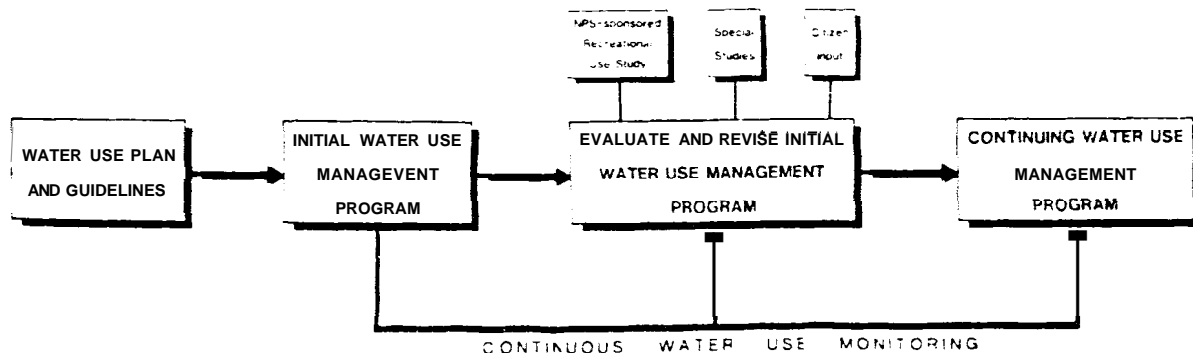 NPS-sponsored
Recreational
Use Study
Special
Studies
Citizen
Input
WATER USE PLAN
AND GUIDELINES
INITIAL WATER USE
MANAGEVENT
PROGRAM
EVALUATE AND REVISE INITIAL
WATER USE MANAGEMENT
PROGRAM
CONTINUING WATER USE
MANAGEMENT
PROGRAM
CONTINUOUS WATER USE MONITORING